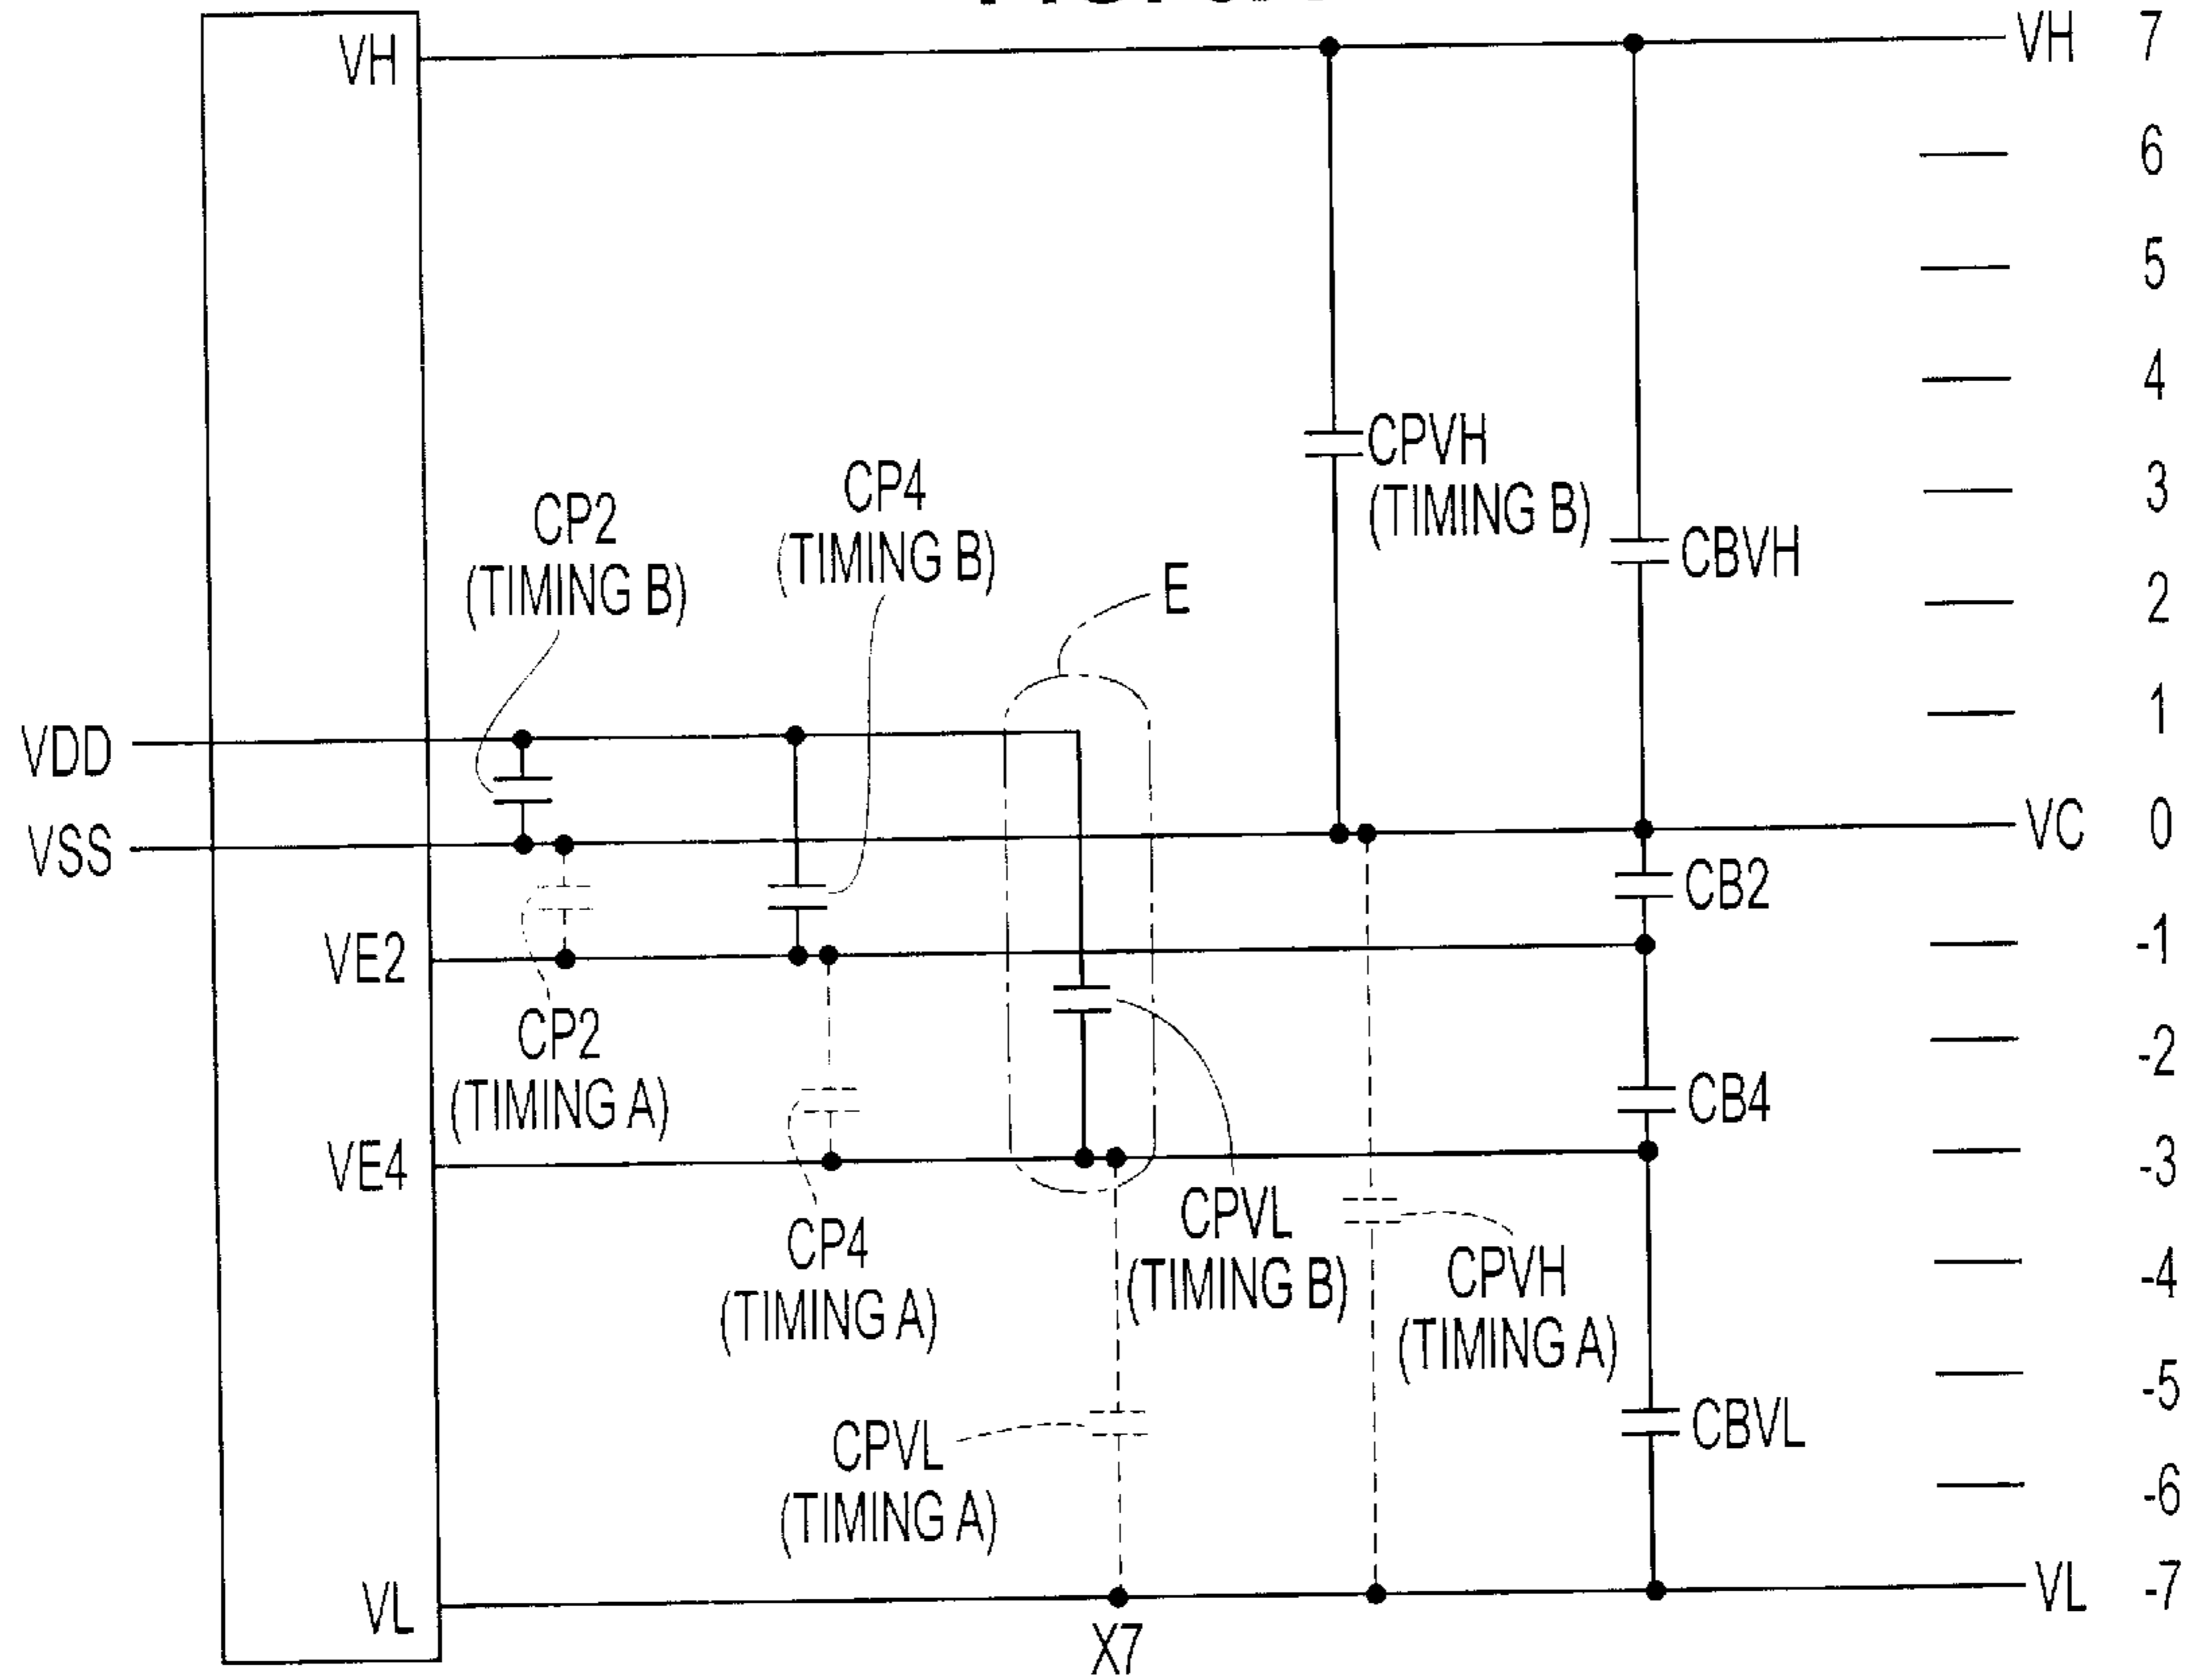 VH
VH 7
6
5
4
3
2
1
CPVH
(TIMING B)
CBVH
CP4
(TIMING B)
CP2
(TIMING B)
E
VDD
VSS
VC 0
CB2
VE2
-1
CP2
(TIMING A)
-2
CB4
VE4
-3
CP4
(TIMING A)
CPVL
(TIMING B)
CPVH
(TIMING A)
-4
-5
CPVL
(TIMING A)
CBVL
-6
VL
VL -7
X7